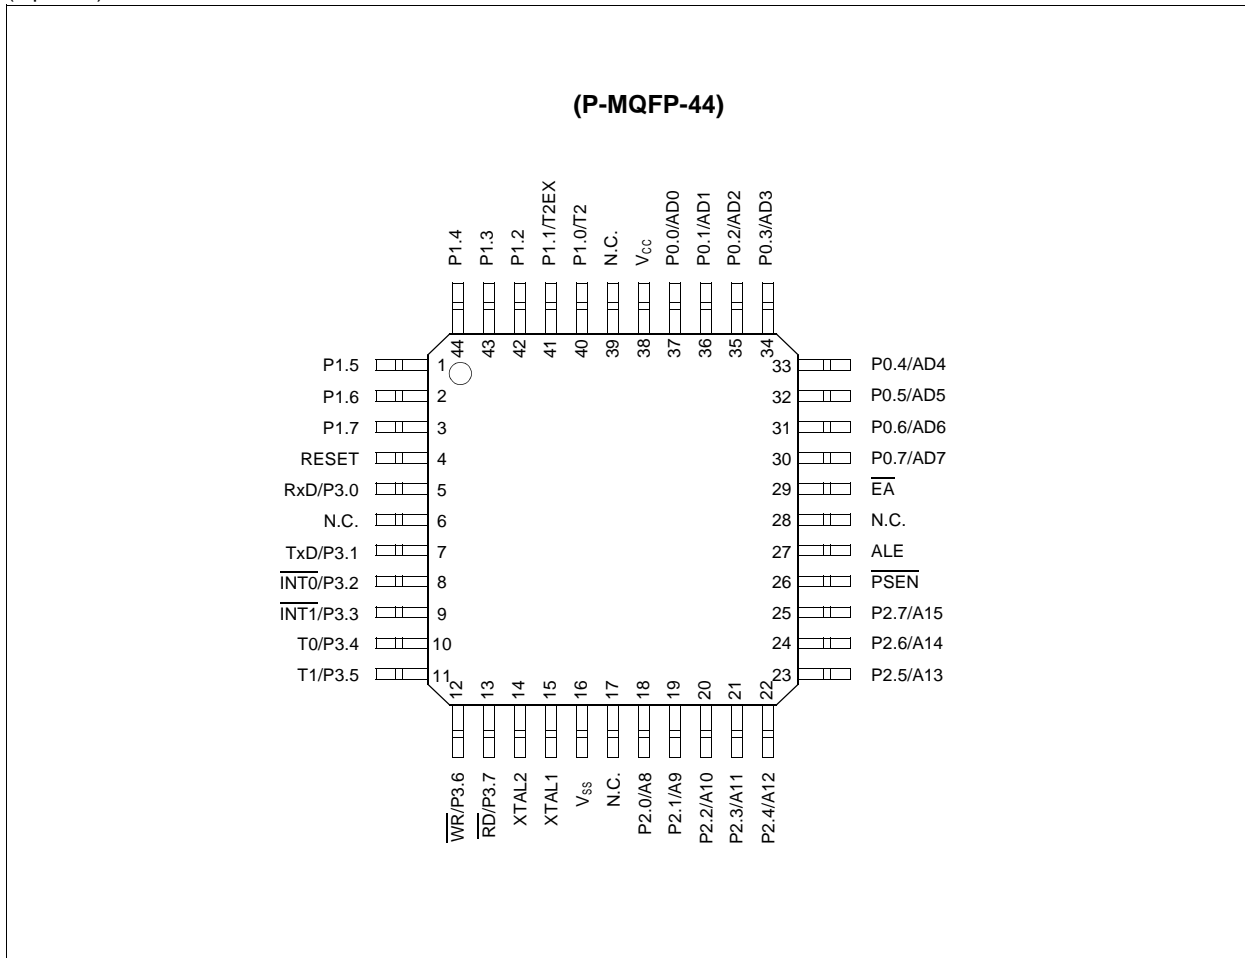 (P-MQFP-44)
P1.4
P1.3
P1.2
P1.1/T2EX
P1.0/T2
N.C.
VCC
P0.0/AD0
P0.1/AD1
P0.2/AD2
P0.3/AD3
44 43 42 41 40 39 38 37 36 35 34
P1.5 1 33 P0.4/AD4
P1.6 2 32 P0.5/AD5
P1.7 3 31 P0.6/AD6
RESET 4 30 P0.7/AD7
RxD/P3.0 5 29 E̅A̅
N.C. 6 28 N.C.
TxD/P3.1 7 27 ALE
I̅N̅T̅0̅/P3.2 8 26 P̅S̅E̅N̅
I̅N̅T̅1̅/P3.3 9 25 P2.7/A15
T0/P3.4 10 24 P2.6/A14
T1/P3.5 11 23 P2.5/A13
12 13 14 15 16 17 18 19 20 21 22
W̅R̅/P3.6
R̅D̅/P3.7
XTAL2
XTAL1
VSS
N.C.
P2.0/A8
P2.1/A9
P2.2/A10
P2.3/A11
P2.4/A12